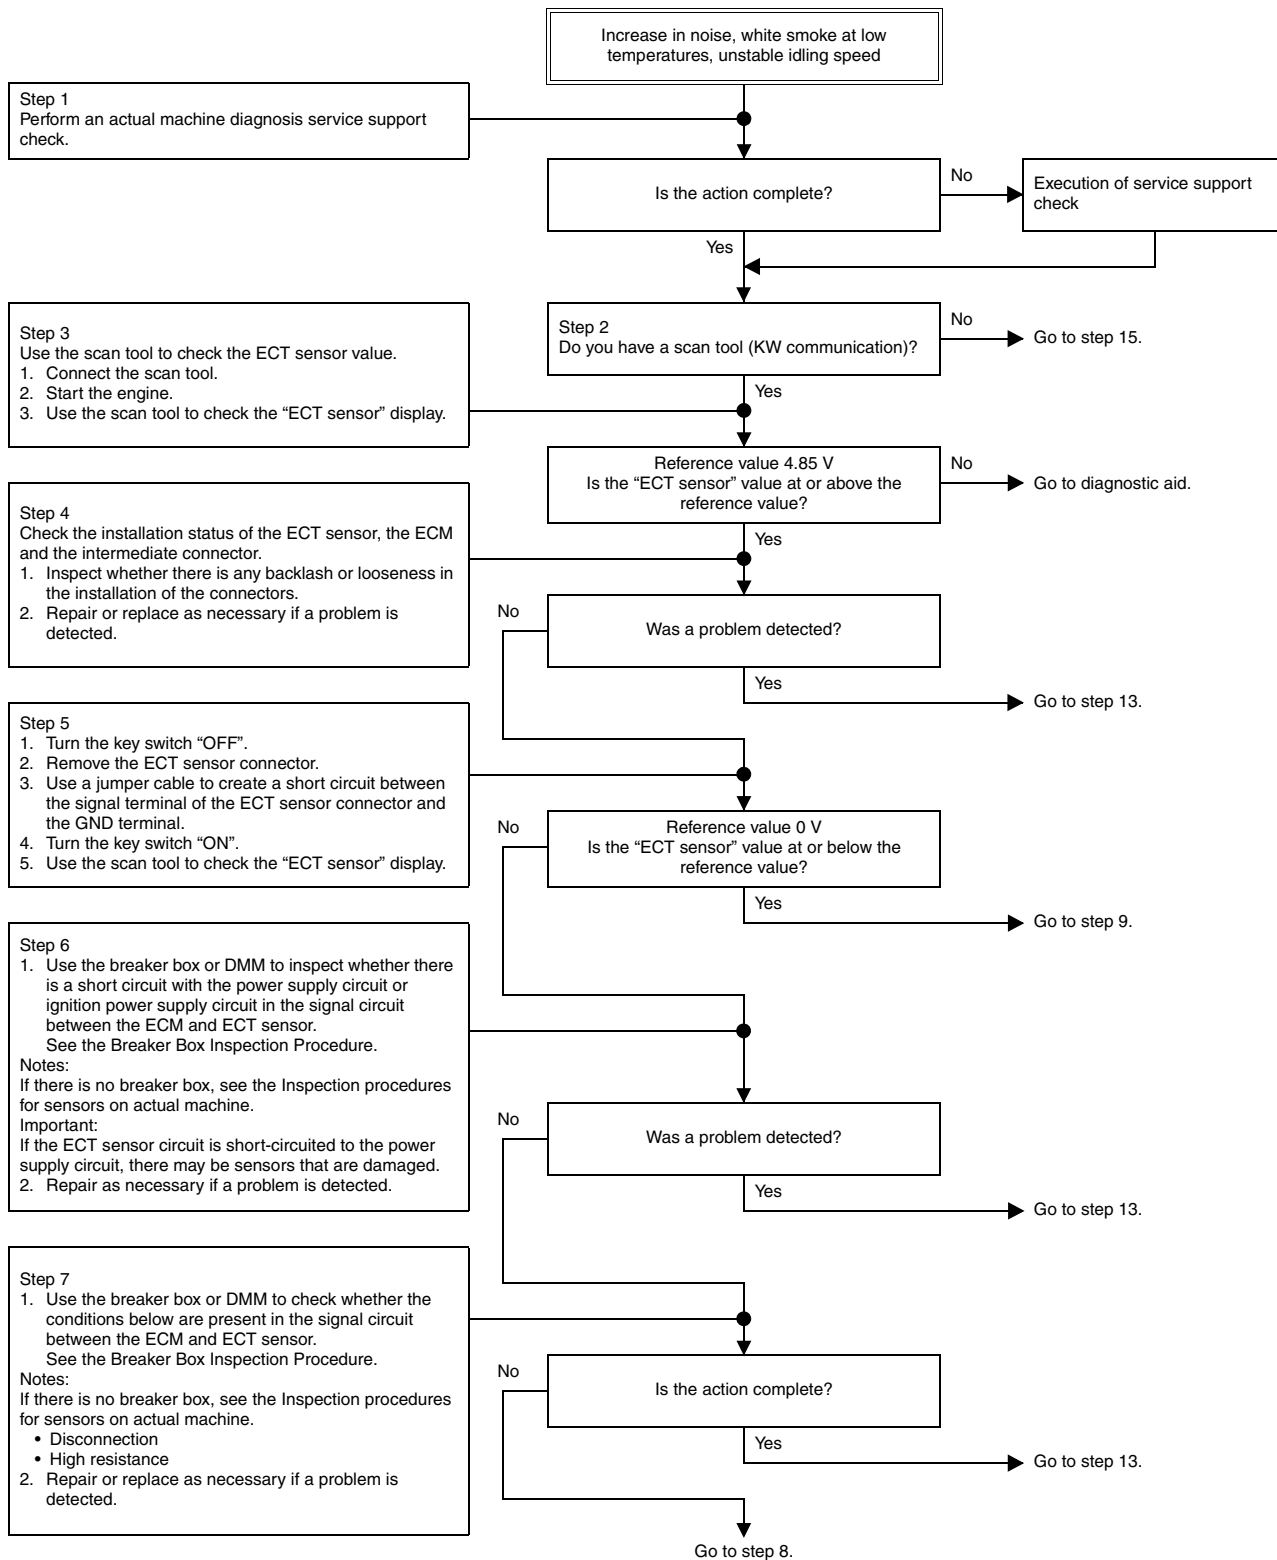 Increase in noise, white smoke at low
temperatures, unstable idling speed
Step 1
Perform an actual machine diagnosis service support
check.
Is the action complete?
No
Execution of service support
check
Yes
Step 3
Use the scan tool to check the ECT sensor value.
1. Connect the scan tool.
2. Start the engine.
3. Use the scan tool to check the “ECT sensor” display.
Step 2
Do you have a scan tool (KW communication)?
No
Go to step 15.
Yes
Reference value 4.85 V
Is the “ECT sensor” value at or above the
reference value?
No
Go to diagnostic aid.
Yes
Step 4
Check the installation status of the ECT sensor, the ECM
and the intermediate connector.
1. Inspect whether there is any backlash or looseness in
the installation of the connectors.
2. Repair or replace as necessary if a problem is
detected.
No
Was a problem detected?
Yes
Go to step 13.
Step 5
1. Turn the key switch “OFF”.
2. Remove the ECT sensor connector.
3. Use a jumper cable to create a short circuit between
the signal terminal of the ECT sensor connector and
the GND terminal.
4. Turn the key switch “ON”.
5. Use the scan tool to check the “ECT sensor” display.
No
Reference value 0 V
Is the “ECT sensor” value at or below the
reference value?
Yes
Go to step 9.
Step 6
1. Use the breaker box or DMM to inspect whether there
is a short circuit with the power supply circuit or
ignition power supply circuit in the signal circuit
between the ECM and ECT sensor.
See the Breaker Box Inspection Procedure.
Notes:
If there is no breaker box, see the Inspection procedures
for sensors on actual machine.
Important:
If the ECT sensor circuit is short-circuited to the power
supply circuit, there may be sensors that are damaged.
2. Repair as necessary if a problem is detected.
No
Was a problem detected?
Yes
Go to step 13.
Step 7
1. Use the breaker box or DMM to check whether the
conditions below are present in the signal circuit
between the ECM and ECT sensor.
See the Breaker Box Inspection Procedure.
Notes:
If there is no breaker box, see the Inspection procedures
for sensors on actual machine.
• Disconnection
• High resistance
2. Repair or replace as necessary if a problem is
detected.
No
Is the action complete?
Yes
Go to step 13.
Go to step 8.